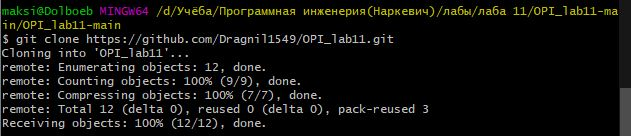 maksi@Dolboeb MINGW64 /d/Учёба/Программная инженерия(Наркевич)/лабы/лаба 11/OPI_lab11-ma
in/OPI_lab11-main
$ git clone https://github.com/Dragnil1549/OPI_lab11.git
Cloning into 'OPI_lab11'...
remote: Enumerating objects: 12, done.
remote: Counting objects: 100% (9/9), done.
remote: Compressing objects: 100% (7/7), done.
remote: Total 12 (delta 0), reused 0 (delta 0), pack-reused 3
Receiving objects: 100% (12/12), done.